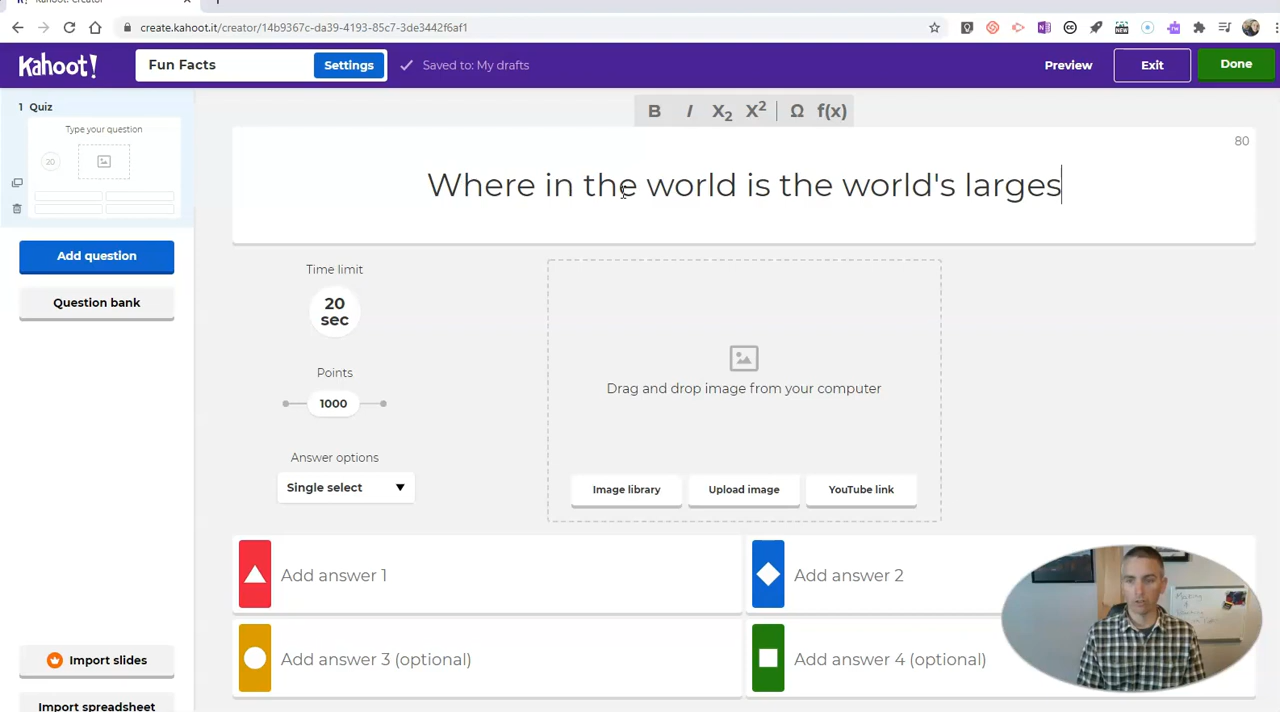 create.kahoot.it/creator/14b9367c-da39-4193-85c7-3de3442f6af1
Kahoot!
Fun Facts
Settings
Saved to: My drafts
Preview
Exit
Done
1 Quiz
Type your question
20
Add question
Question bank
Import slides
Import spreadsheet
B I X2 X2 Ω f(x)
80
Where in the world is the world's larges
Time limit
20
sec
Points
1000
Answer options
Single select
Drag and drop image from your computer
Image library
Upload image
YouTube link
Add answer 1
Add answer 2
Add answer 3 (optional)
Add answer 4 (optional)